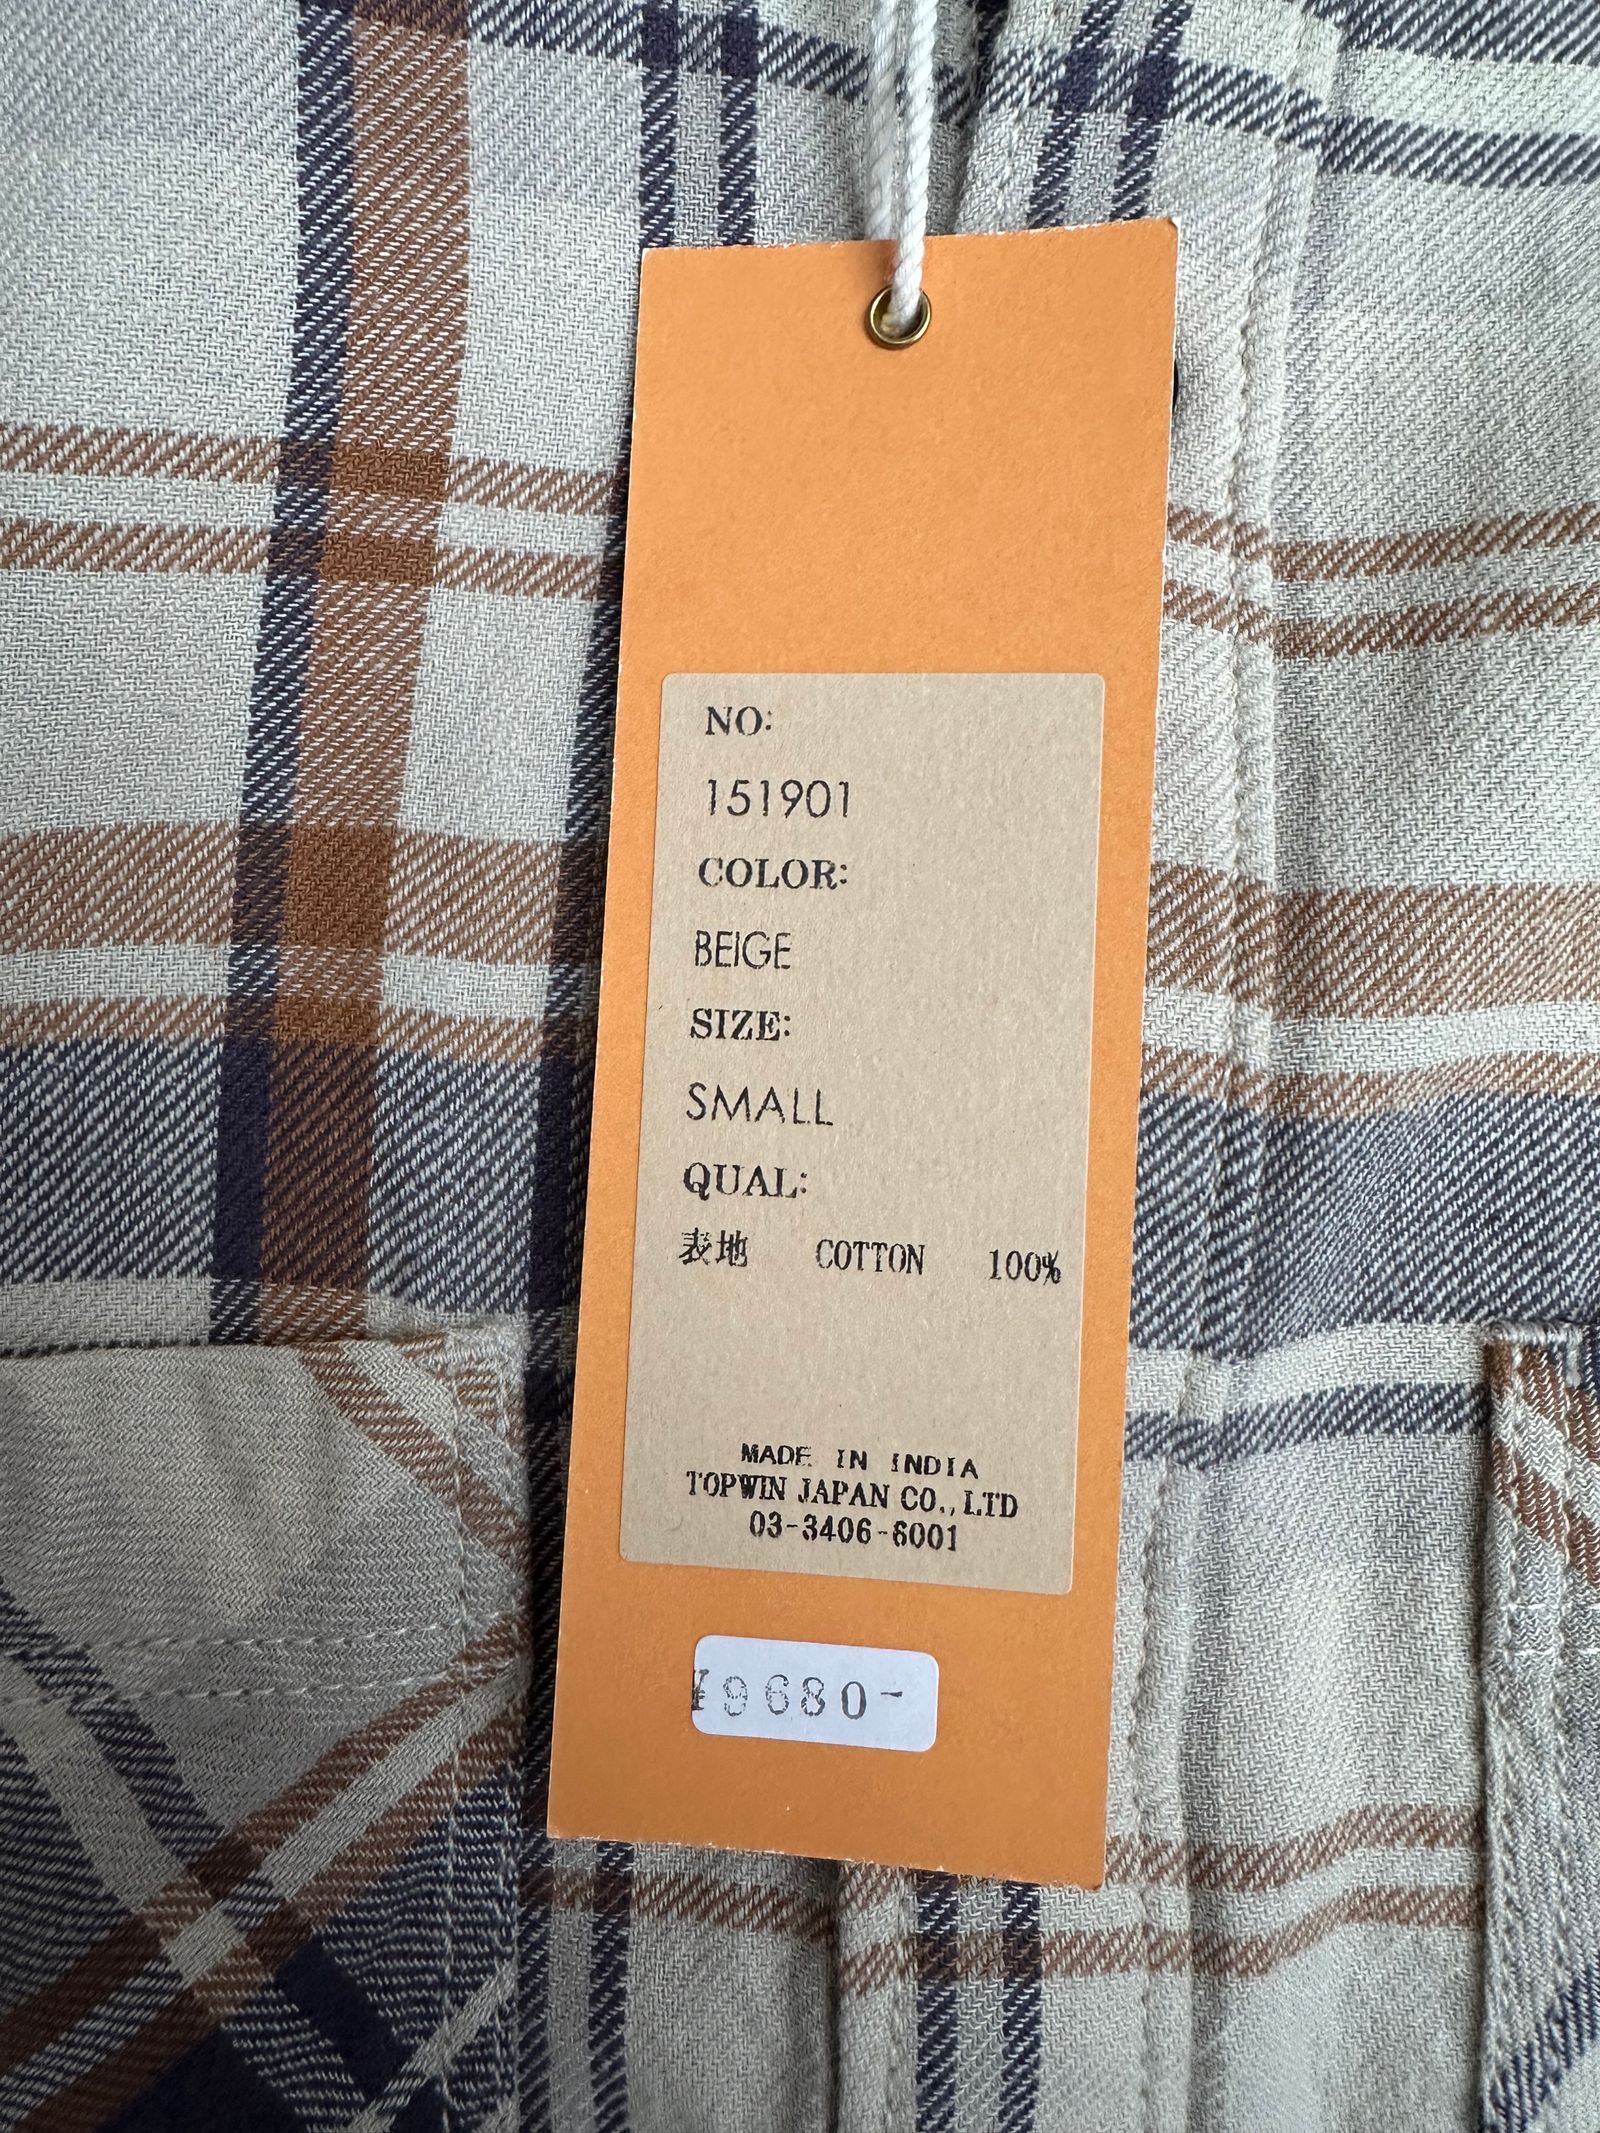 NO:
151901
COLOR:
BEIGE
SIZE:
SMALL
QUAL:
表地 COTTON 100%
MADE IN INDIA
TOPWIN JAPAN CO., LTD
03-3406-6001
¥9680-